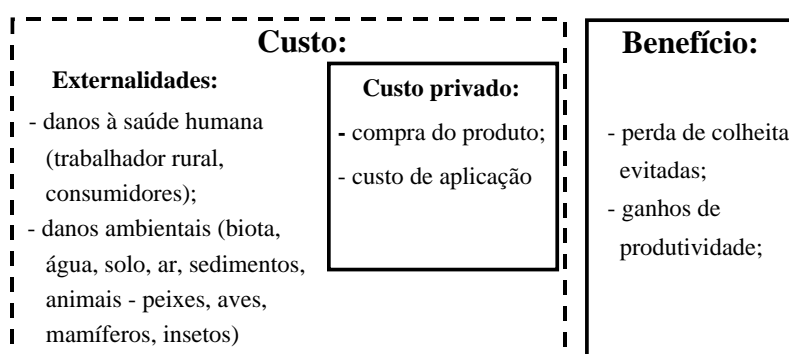 Custo:
Externalidades:
- danos à saúde humana
(trabalhador rural,
consumidores);
- danos ambientais (biota,
água, solo, ar, sedimentos,
animais - peixes, aves,
mamíferos, insetos)
Custo privado:
- compra do produto;
- custo de aplicação
Benefício:
- perda de colheita
evitadas;
- ganhos de
produtividade;